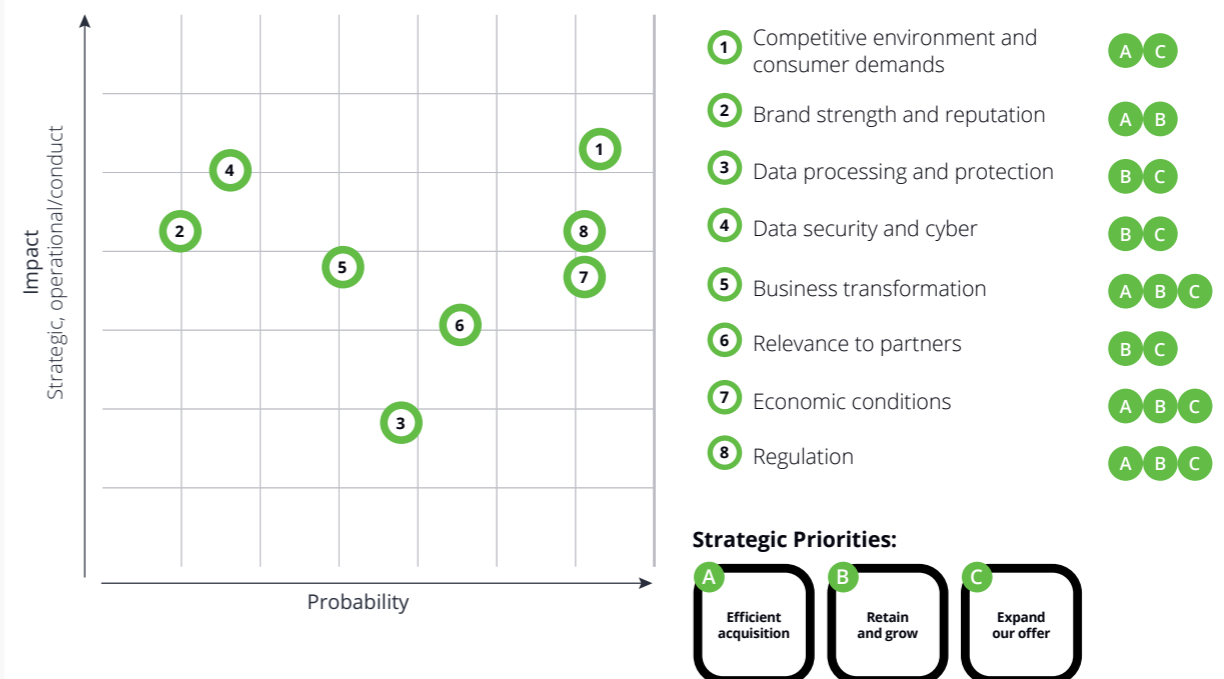 Impact
Strategic, operational/conduct
1
4
2
8
5
7
6
3
Probability
1 Competitive environment and
consumer demands
A C
2 Brand strength and reputation A B
3 Data processing and protection B C
4 Data security and cyber B C
5 Business transformation A B C
6 Relevance to partners B C
7 Economic conditions A B C
8 Regulation A B C
Strategic Priorities:
A
Efficient
acquisition
B
Retain
and grow
C
Expand
our offer